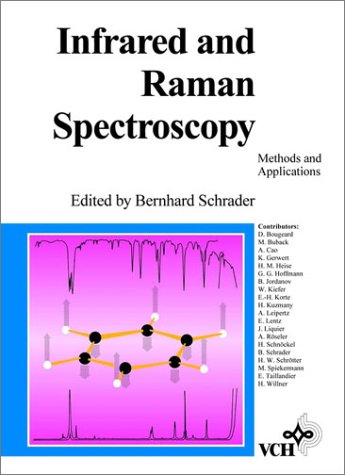 Infrared and
Raman
Spectroscopy
Methods and
Applications
Edited by Bernhard Schrader
Contributors:
D. Bougeard
M. Buback
A. Cao
K. Gerwert
H. M. Heise
G. G. Hoffmann
B. Jordanov
W. Kiefer
E.-H. Korte
H. Kuzmany
A. Leipertz
E. Lentz
J. Liquier
A. Röseler
H. Schnöckel
B. Schrader
H. W. Schrötter
M. Spiekermann
E. Taillandier
H. Willner
VCH